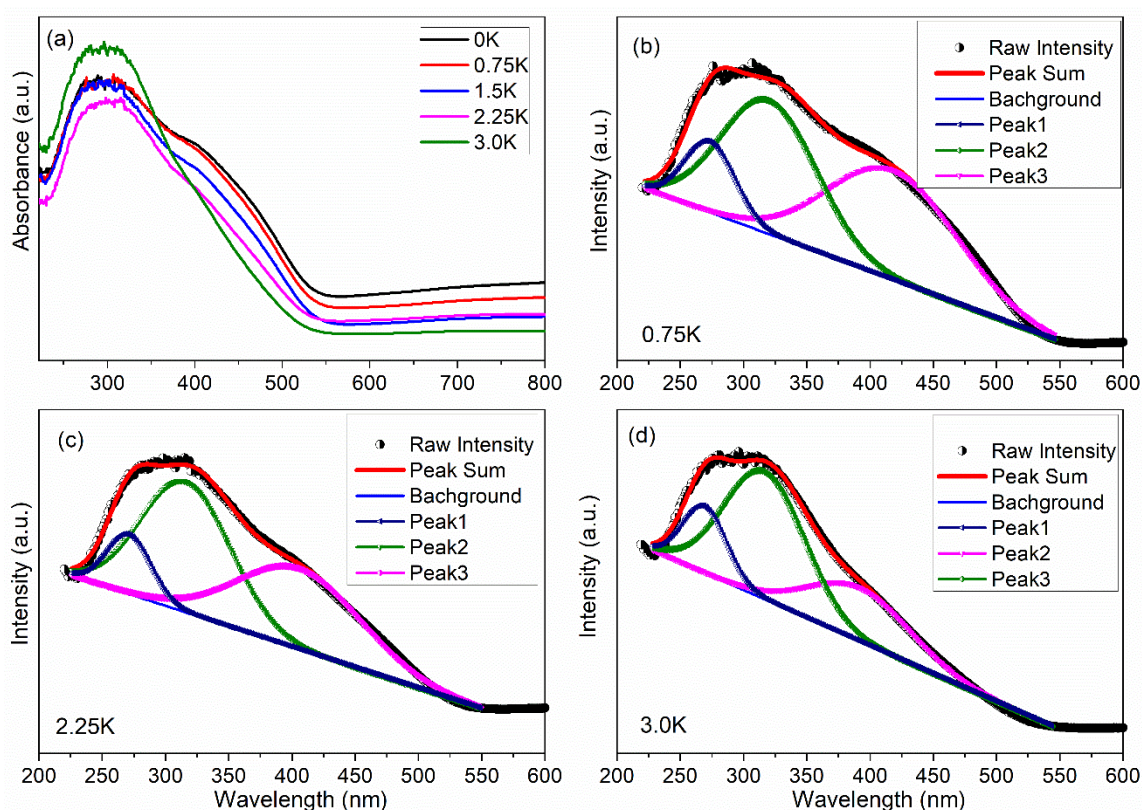 (a)
0K
0.75K
1.5K
2.25K
3.0K
Absorbance (a.u.)
300 400 500 600 700 800
(b)
Raw Intensity
Peak Sum
Bachground
Peak1
Peak2
Peak3
Intensity (a.u.)
0.75K
200 250 300 350 400 450 500 550 600
(c)
Raw Intensity
Peak Sum
Bachground
Peak1
Peak2
Peak3
Intensity (a.u.)
2.25K
200 250 300 350 400 450 500 550 600
Wavelength (nm)
(d)
Raw Intensity
Peak Sum
Bachground
Peak1
Peak2
Peak3
Intensity (a.u.)
3.0K
200 250 300 350 400 450 500 550 600
Wavelength (nm)